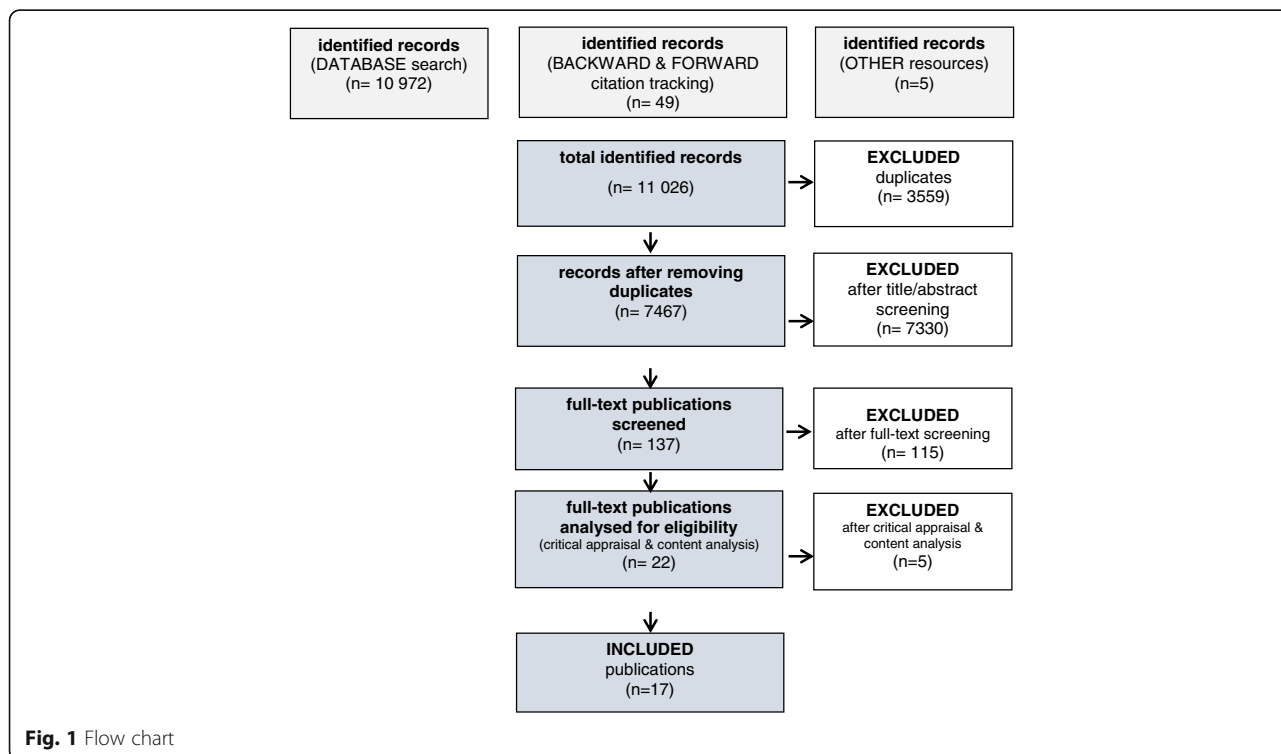 identified records
(DATABASE search)
(n= 10 972)
identified records
(BACKWARD & FORWARD
citation tracking)
(n= 49)
identified records
(OTHER resources)
(n=5)
total identified records
(n= 11 026)
EXCLUDED
duplicates
(n= 3559)
records after removing
duplicates
(n= 7467)
EXCLUDED
after title/abstract
screening
(n= 7330)
full-text publications
screened
(n= 137)
EXCLUDED
after full-text screening
(n= 115)
full-text publications
analysed for eligibility
(critical appraisal & content analysis)
(n= 22)
EXCLUDED
after critical appraisal &
content analysis
(n=5)
INCLUDED
publications
(n=17)
Fig. 1 Flow chart